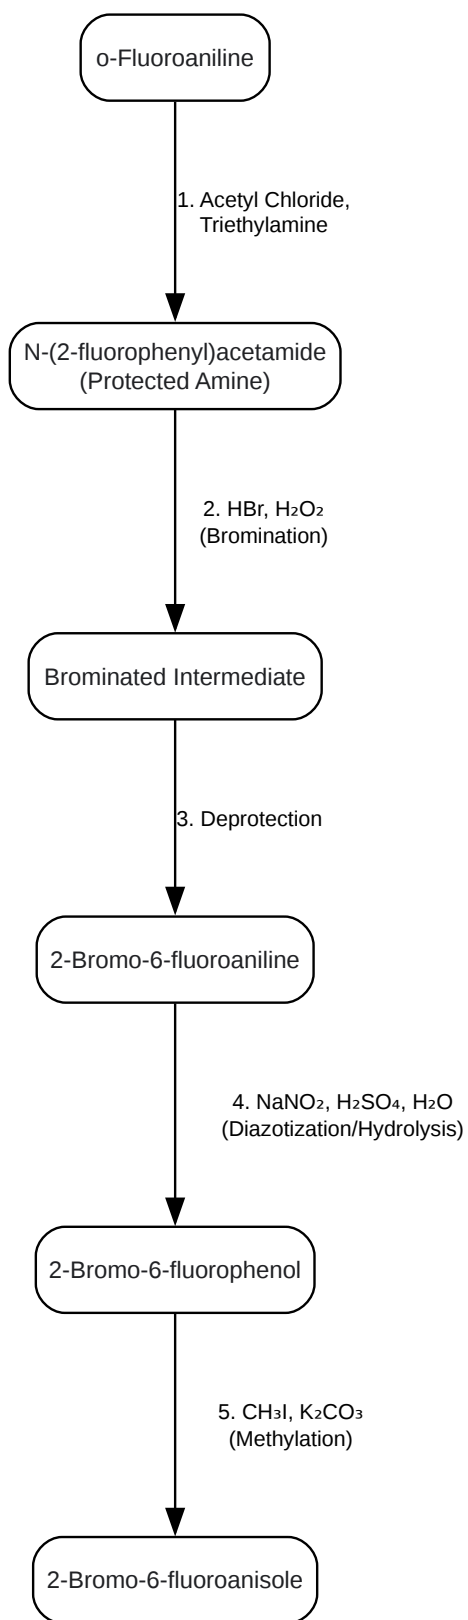 o-Fluoroaniline
1. Acetyl Chloride,
Triethylamine
N-(2-fluorophenyl)acetamide
(Protected Amine)
2. HBr, H₂O₂
(Bromination)
Brominated Intermediate
3. Deprotection
2-Bromo-6-fluoroaniline
4. NaNO₂, H₂SO₄, H₂O
(Diazotization/Hydrolysis)
2-Bromo-6-fluorophenol
5. CH₃I, K₂CO₃
(Methylation)
2-Bromo-6-fluoroanisole